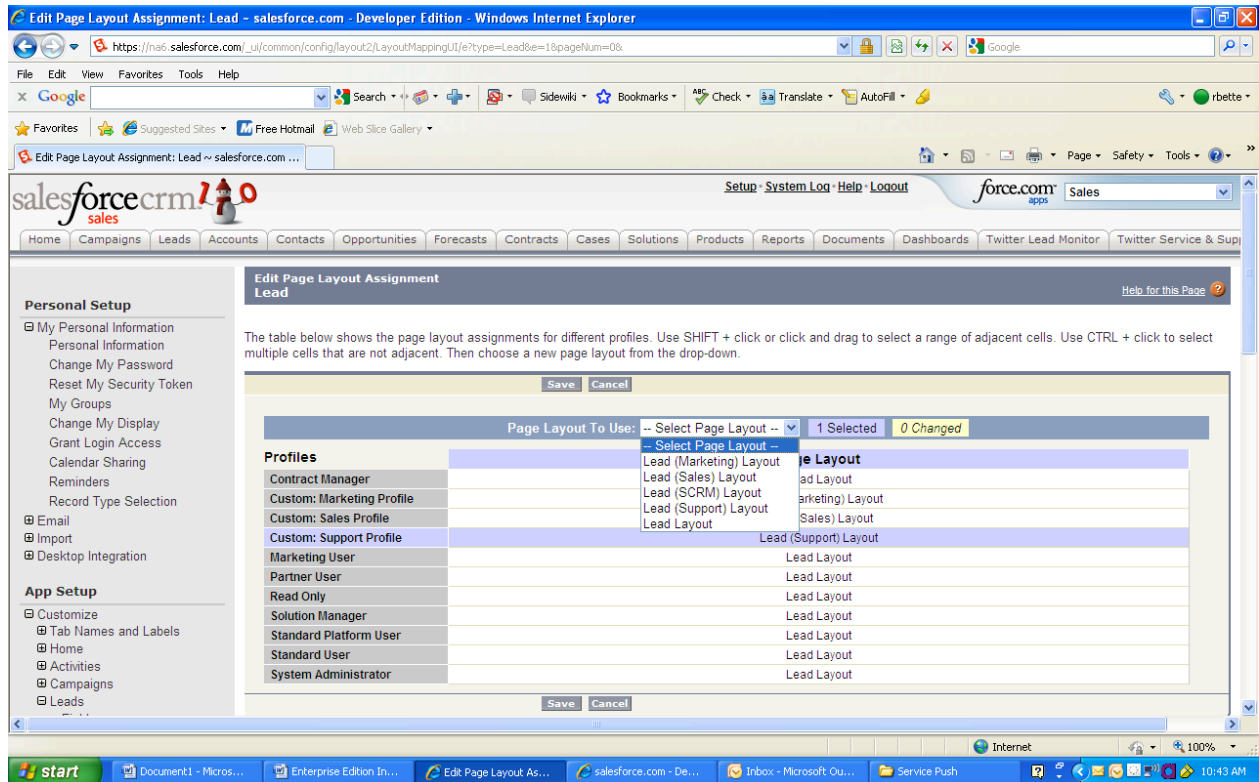 Edit Page Layout Assignment: Lead ~ salesforce.com - Developer Edition - Windows Internet Explorer
https://na6.salesforce.com/_ui/common/config/layout2/LayoutMappingUI/e?type=Lead&e=1&pageNum=0&
Google
File Edit View Favorites Tools Help
x Google Search Sidewiki Bookmarks ABC Check Translate AutoFill rbette
Favorites Suggested Sites Free Hotmail Web Slice Gallery
Edit Page Layout Assignment: Lead ~ salesforce.com ... Page Safety Tools »
salesforcecrm Setup · System Log · Help · Logout force.com Sales
sales apps
Home Campaigns Leads Accounts Contacts Opportunities Forecasts Contracts Cases Solutions Products Reports Documents Dashboards Twitter Lead Monitor Twitter Service & Sup
Edit Page Layout Assignment
Lead
Help for this Page ?
Personal Setup
My Personal Information
Personal Information
Change My Password
Reset My Security Token
My Groups
Change My Display
Grant Login Access
Calendar Sharing
Reminders
Record Type Selection
Email
Import
Desktop Integration
App Setup
Customize
Tab Names and Labels
Home
Activities
Campaigns
Leads
The table below shows the page layout assignments for different profiles. Use SHIFT + click or click and drag to select a range of adjacent cells. Use CTRL + click to select
multiple cells that are not adjacent. Then choose a new page layout from the drop-down.
Save Cancel
Page Layout To Use: -- Select Page Layout -- 1 Selected 0 Changed
-- Select Page Layout --
Lead (Marketing) Layout
Lead (Sales) Layout
Lead (SCRM) Layout
Lead (Support) Layout
Lead Layout
Profiles ge Layout
Contract Manager ad Layout
Custom: Marketing Profile arketing) Layout
Custom: Sales Profile Sales) Layout
Custom: Support Profile Lead (Support) Layout
Marketing User Lead Layout
Partner User Lead Layout
Read Only Lead Layout
Solution Manager Lead Layout
Standard Platform User Lead Layout
Standard User Lead Layout
System Administrator Lead Layout
Save Cancel
Internet 100%
start Document1 - Micros... Enterprise Edition In... Edit Page Layout As... salesforce.com - De... Inbox - Microsoft Ou... Service Push 10:43 AM